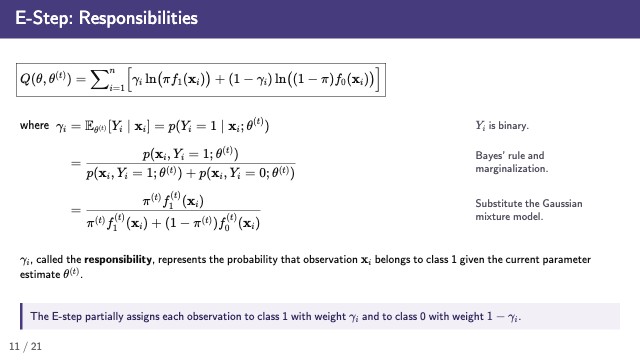 E-Step: Responsibilities
Q(θ, θ^(t)) = ∑_{i=1}^{n} [γ_i ln(πf_1(x_i)) + (1 − γ_i) ln((1 − π)f_0(x_i))]
where γ_i = 𝔼_{θ^(t)}[Y_i | x_i] = p(Y_i = 1 | x_i; θ^(t))
Y_i is binary.
= p(x_i, Y_i = 1; θ^(t)) / p(x_i, Y_i = 1; θ^(t)) + p(x_i, Y_i = 0; θ^(t))
Bayes' rule and
marginalization.
= π^(t) f_1^(t)(x_i) / π^(t) f_1^(t)(x_i) + (1 − π^(t)) f_0^(t)(x_i)
Substitute the Gaussian
mixture model.
γ_i, called the responsibility, represents the probability that observation x_i belongs to class 1 given the current parameter
estimate θ^(t).
The E-step partially assigns each observation to class 1 with weight γ_i and to class 0 with weight 1 − γ_i.
11 / 21